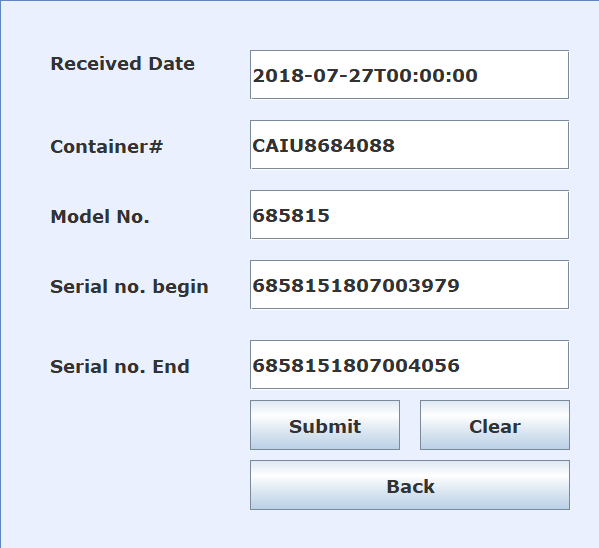 Received Date 2018-07-27T00:00:00
Container# CAIU8684088
Model No. 685815
Serial no. begin 6858151807003979
Serial no. End 6858151807004056
Submit Clear
Back